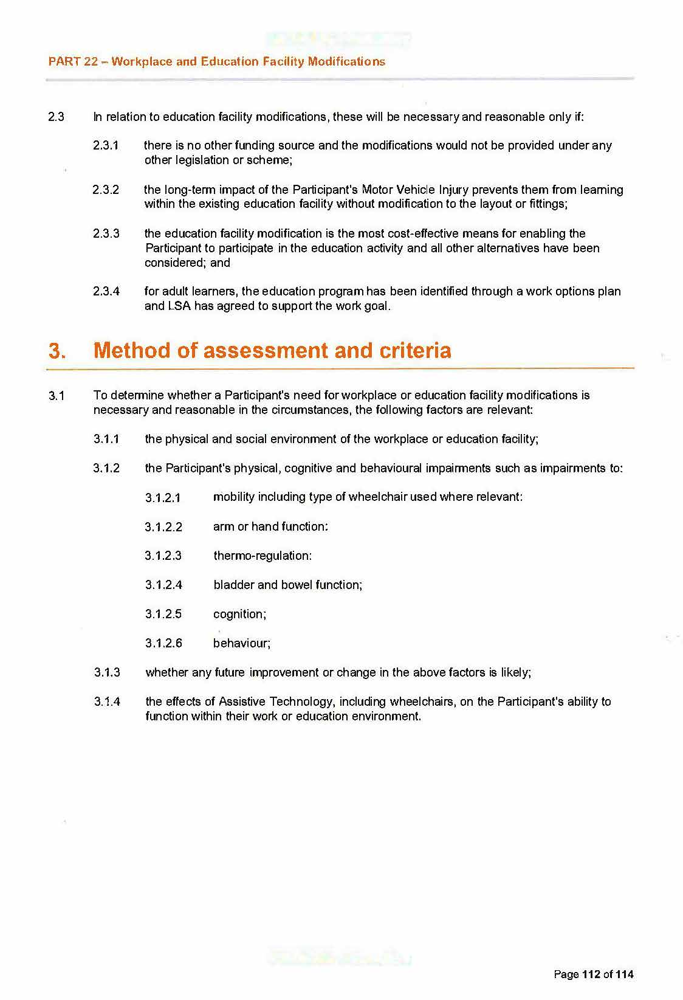 PART 22 – Workplace and Education Facility Modifications
2.3 In relation to education facility modifications, these will be necessary and reasonable only if:
2.3.1 there is no other funding source and the modifications would not be provided under any
other legislation or scheme;
2.3.2 the long-term impact of the Participant's Motor Vehicle Injury prevents them from learning
within the existing education facility without modification to the layout or fittings;
2.3.3 the education facility modification is the most cost-effective means for enabling the
Participant to participate in the education activity and all other alternatives have been
considered; and
2.3.4 for adult learners, the education program has been identified through a work options plan
and LSA has agreed to support the work goal.
3. Method of assessment and criteria
3.1 To determine whether a Participant's need for workplace or education facility modifications is
necessary and reasonable in the circumstances, the following factors are relevant:
3.1.1 the physical and social environment of the workplace or education facility;
3.1.2 the Participant's physical, cognitive and behavioural impairments such as impairments to:
3.1.2.1 mobility including type of wheelchair used where relevant:
3.1.2.2 arm or hand function:
3.1.2.3 thermo-regulation:
3.1.2.4 bladder and bowel function;
3.1.2.5 cognition;
3.1.2.6 behaviour;
3.1.3 whether any future improvement or change in the above factors is likely;
3.1.4 the effects of Assistive Technology, including wheelchairs, on the Participant's ability to
function within their work or education environment.
Page 112 of 114